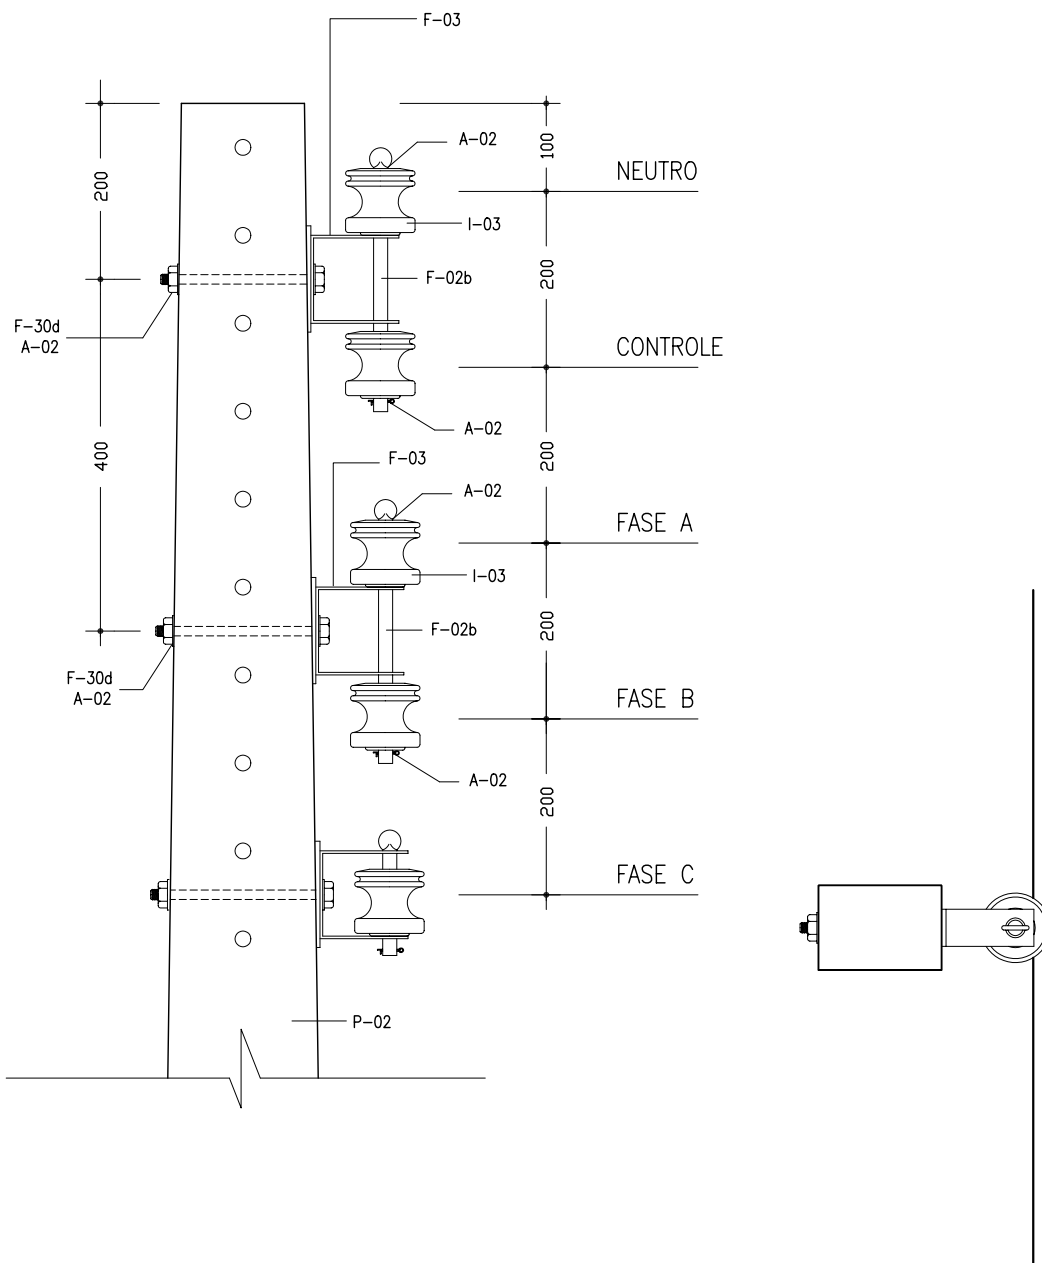 F-03
A-02
100
NEUTRO
200
I-03
F-02b
200
F-30d
A-02
CONTROLE
A-02
400
F-03
200
A-02
FASE A
I-03
F-02b
200
F-30d
A-02
FASE B
A-02
200
FASE C
P-02